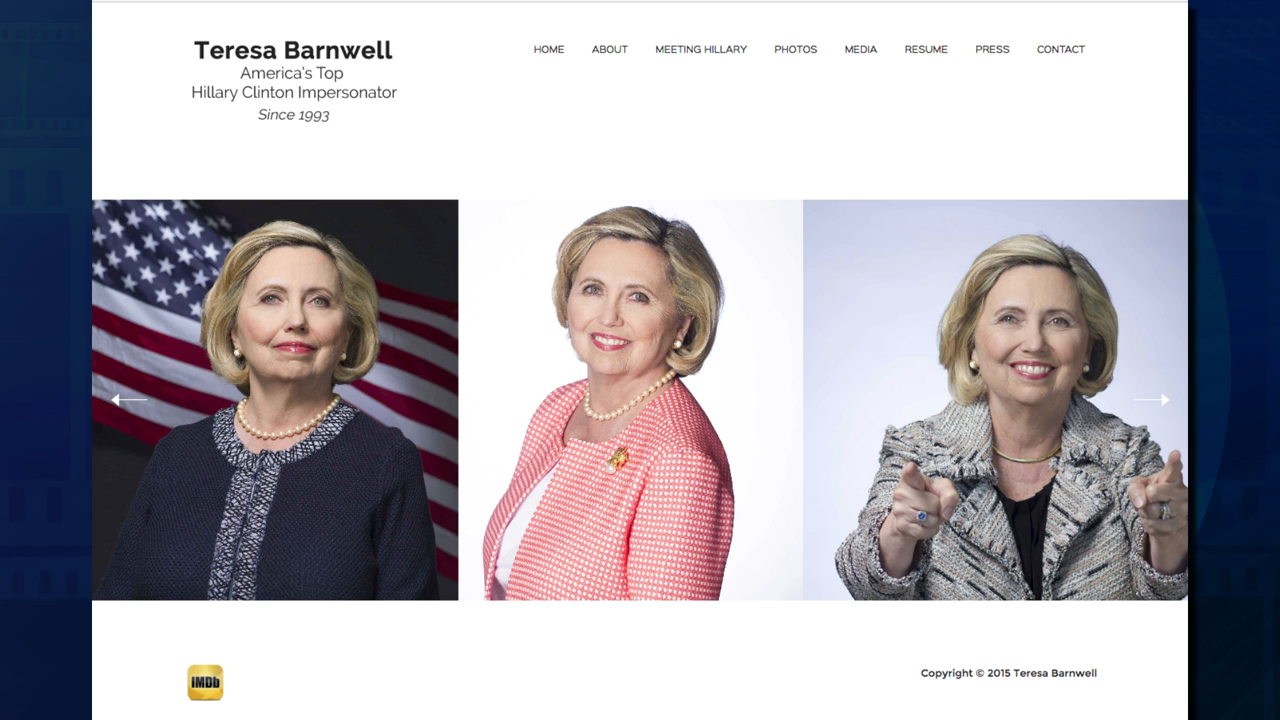 Teresa Barnwell
America's Top
Hillary Clinton Impersonator
Since 1993
HOME ABOUT MEETING HILLARY PHOTOS MEDIA RESUME PRESS CONTACT
IMDb
Copyright © 2015 Teresa Barnwell